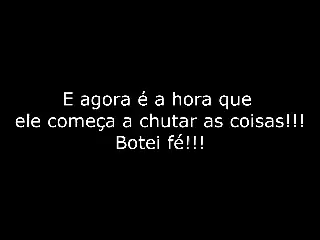 E agora é a hora que
ele começa a chutar as coisas!!!
Botei fé!!!